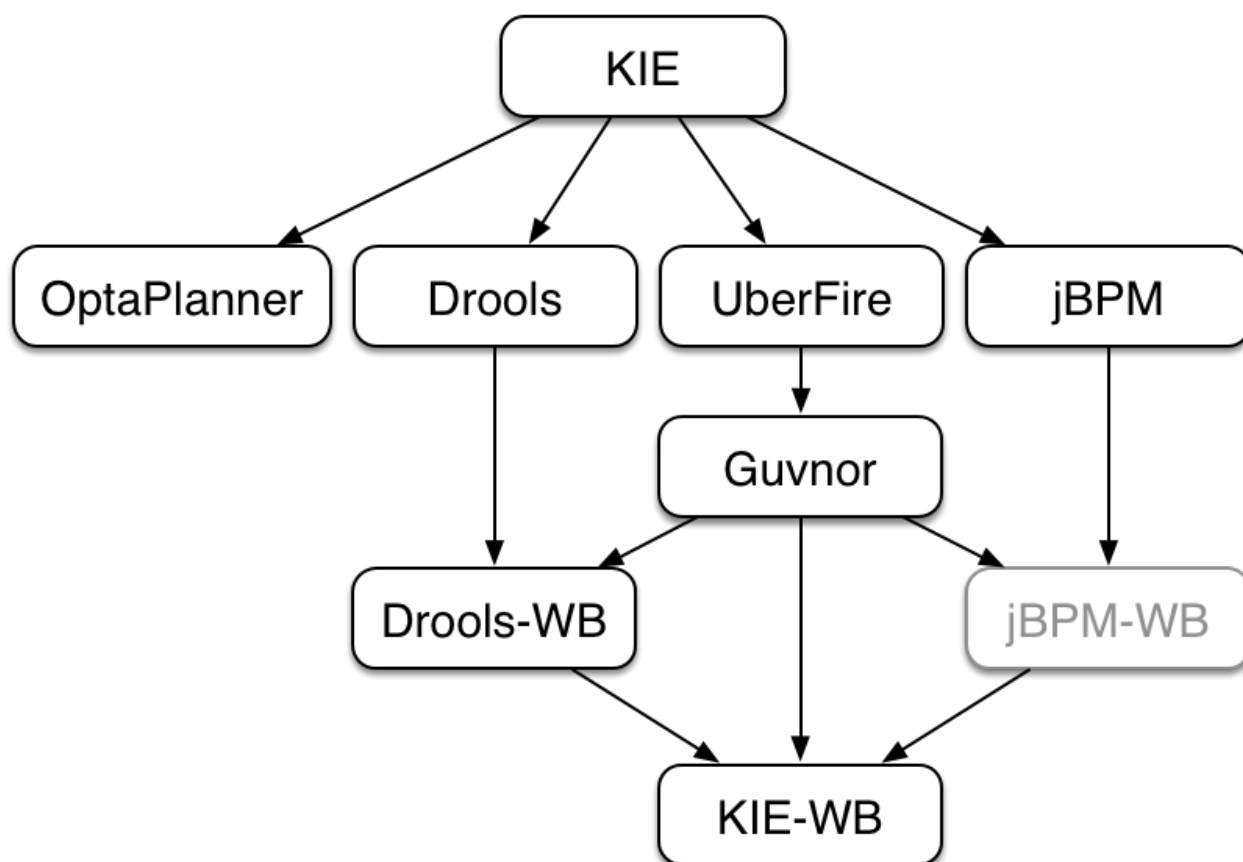 KIE
OptaPlanner
Drools
UberFire
jBPM
Guvnor
Drools-WB
jBPM-WB
KIE-WB